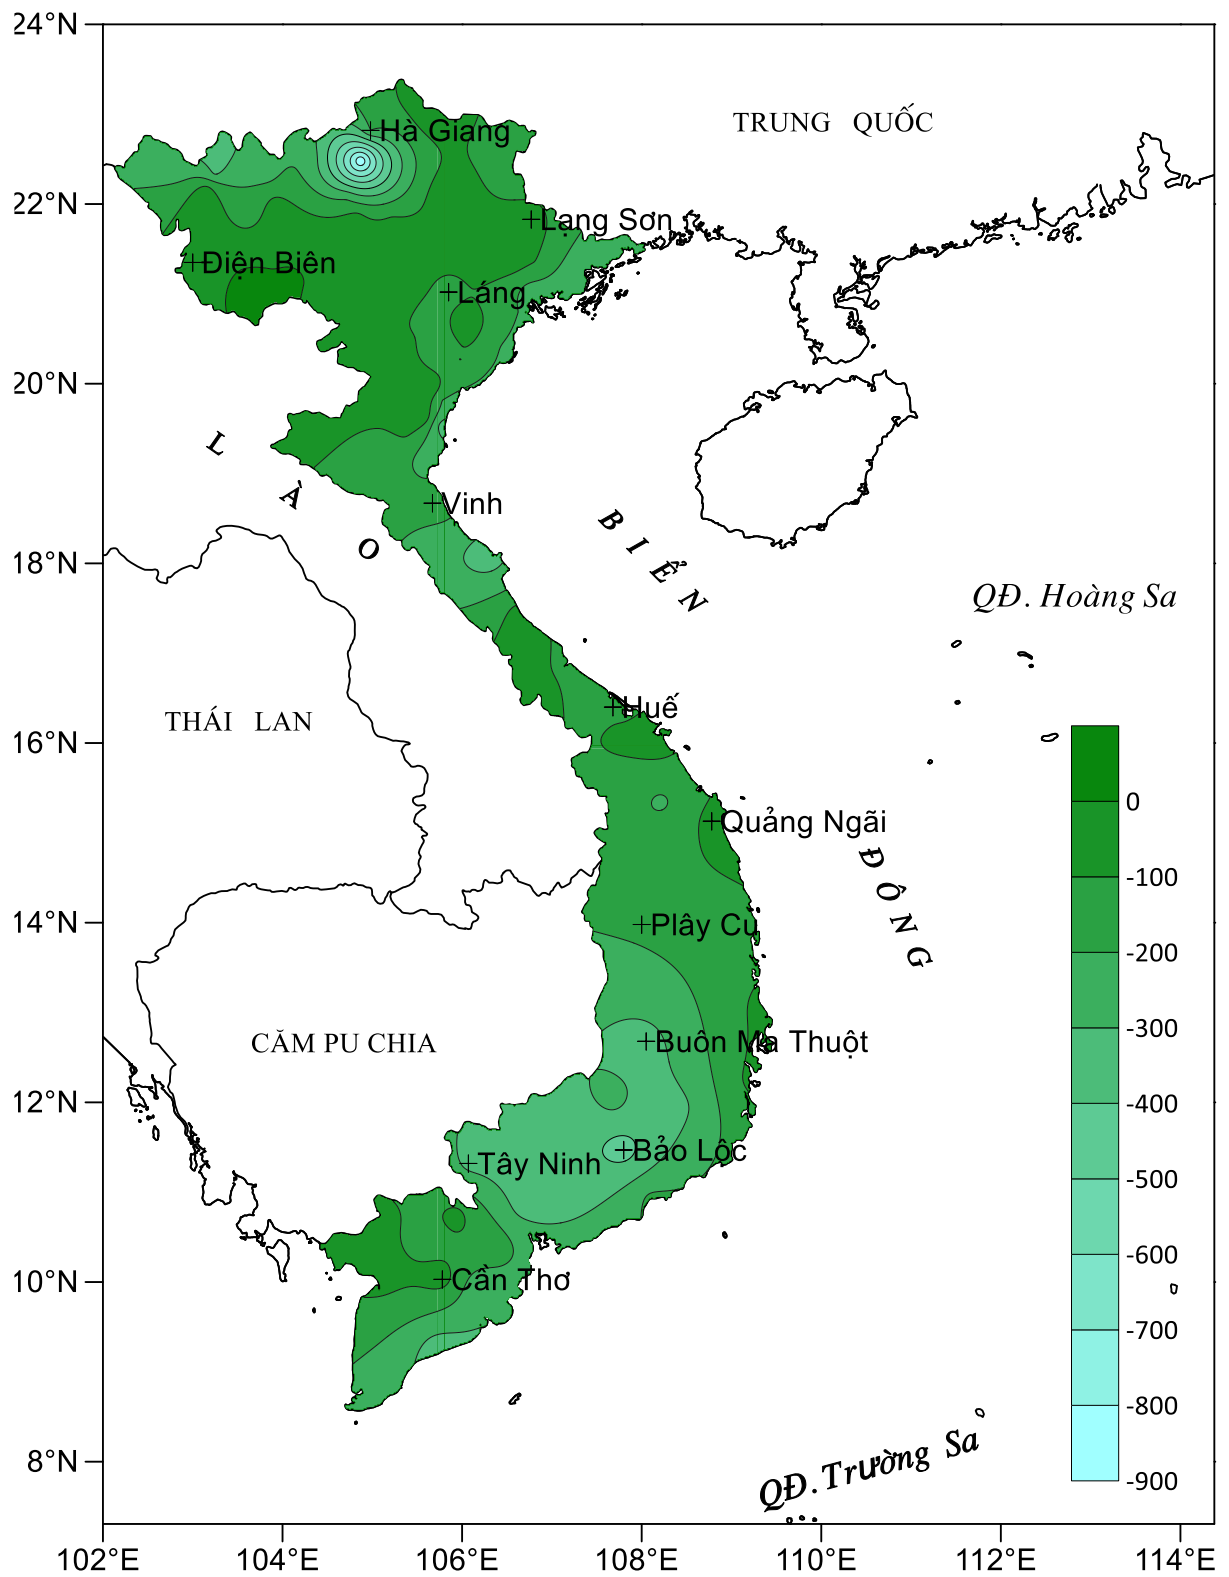 24°N
22°N
20°N
18°N
16°N
14°N
12°N
10°N
8°N
TRUNG QUỐC
Hà Giang
Lạng Sơn
Điện Biên
Láng
LÀO
Vinh
BIỂN
QĐ. Hoàng Sa
THÁI LAN
Huế
Quảng Ngãi
ĐÔNG
Plây Cu
CĂM PU CHIA
Buôn Ma Thuột
Bảo Lộc
Tây Ninh
Cần Thơ
QĐ. Trường Sa
0
-100
-200
-300
-400
-500
-600
-700
-800
-900
102°E 104°E 106°E 108°E 110°E 112°E 114°E